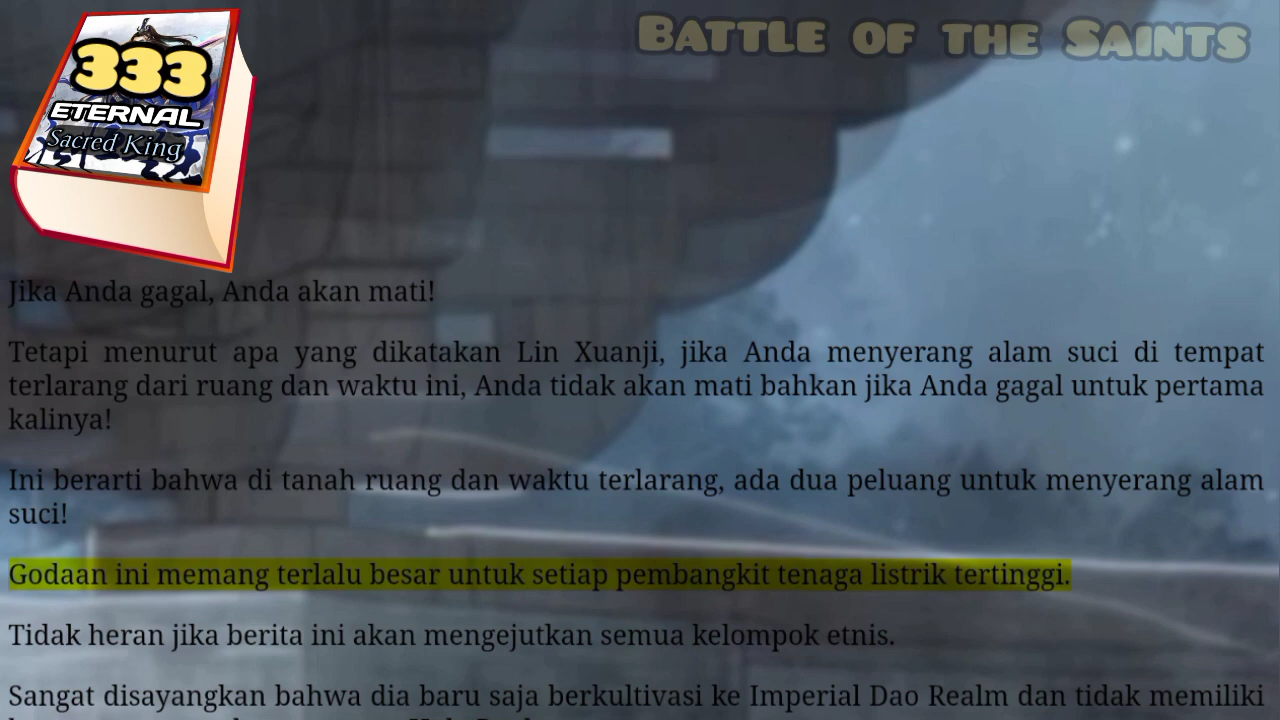 Battle of the Saints
333
ETERNAL
Sacred King
Jika Anda gagal, Anda akan mati!
Tetapi menurut apa yang dikatakan Lin Xuanji, jika Anda menyerang alam suci di tempat
terlarang dari ruang dan waktu ini, Anda tidak akan mati bahkan jika Anda gagal untuk pertama
kalinya!
Ini berarti bahwa di tanah ruang dan waktu terlarang, ada dua peluang untuk menyerang alam
suci!
Godaan ini memang terlalu besar untuk setiap pembangkit tenaga listrik tertinggi.
Tidak heran jika berita ini akan mengejutkan semua kelompok etnis.
Sangat disayangkan bahwa dia baru saja berkultivasi ke Imperial Dao Realm dan tidak memiliki